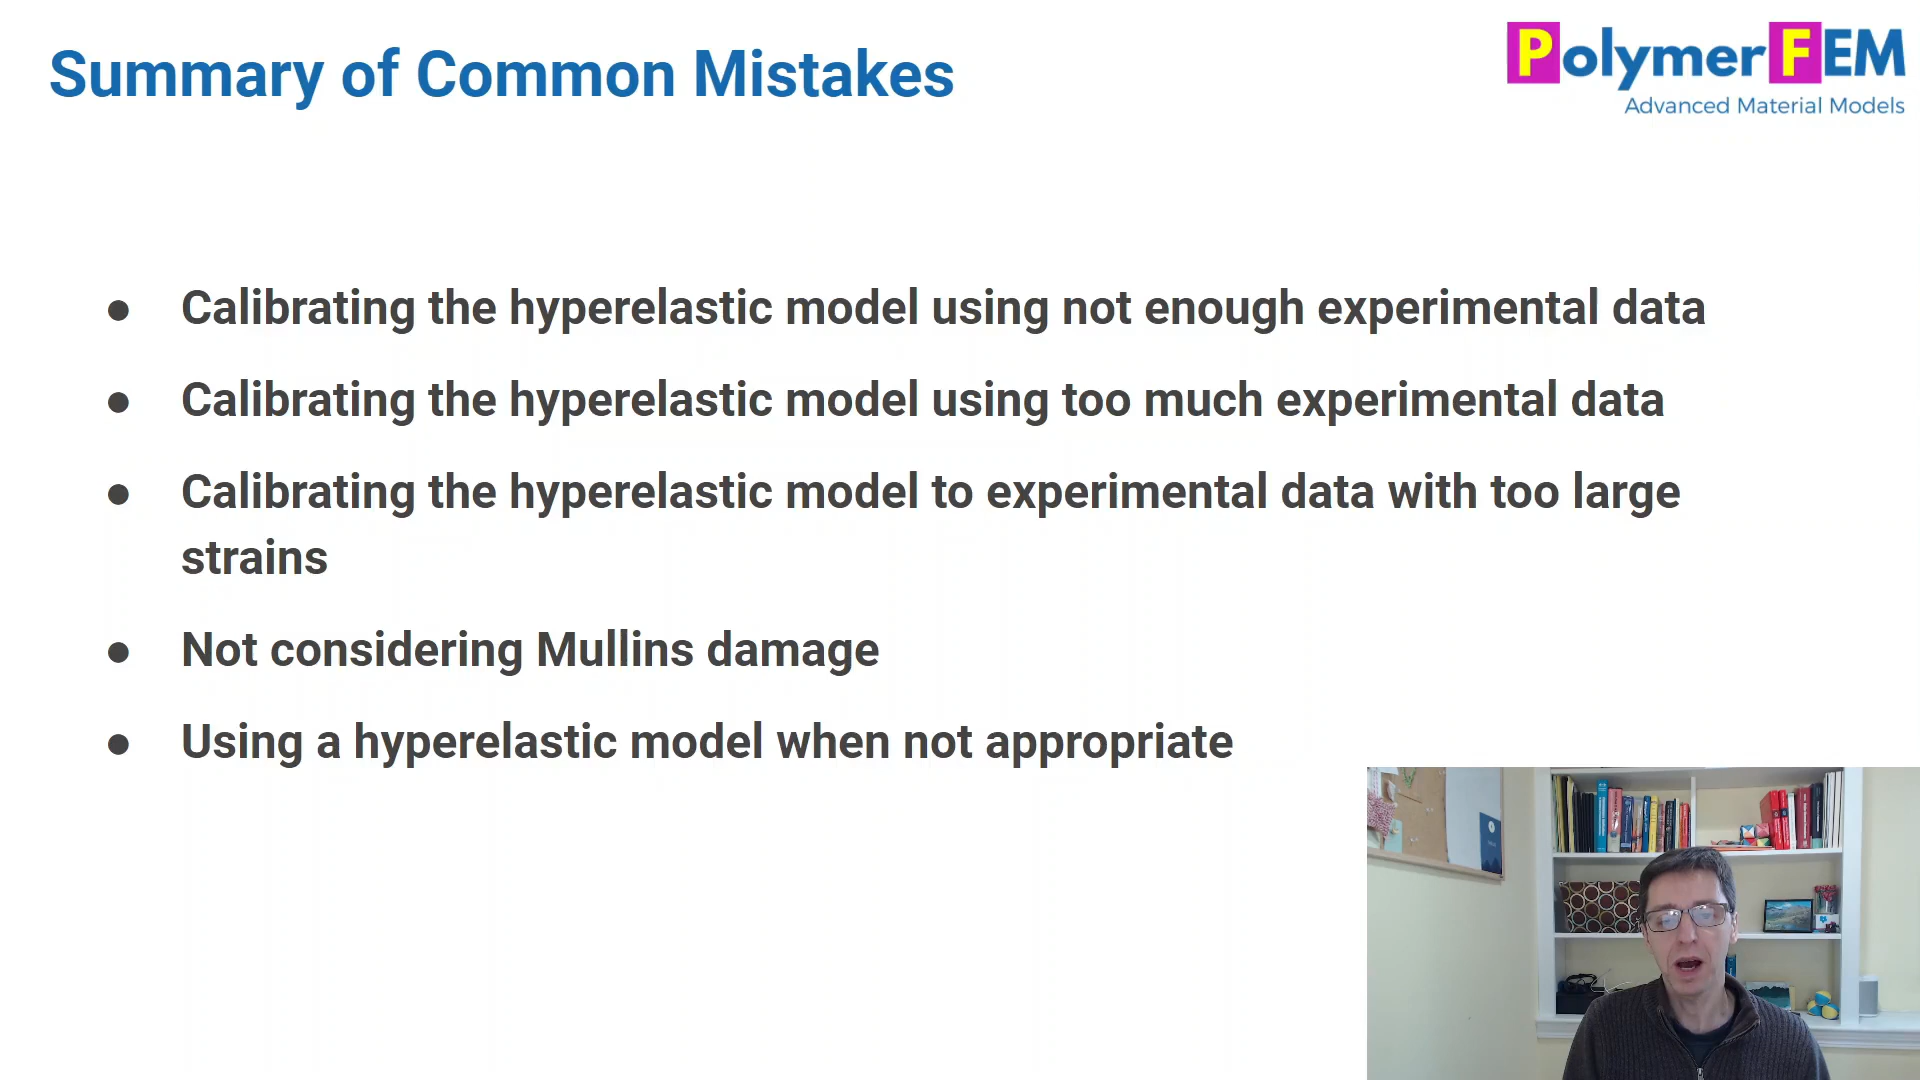 Summary of Common Mistakes
PolymerFEM
Advanced Material Models
● Calibrating the hyperelastic model using not enough experimental data
● Calibrating the hyperelastic model using too much experimental data
● Calibrating the hyperelastic model to experimental data with too large
strains
● Not considering Mullins damage
● Using a hyperelastic model when not appropriate